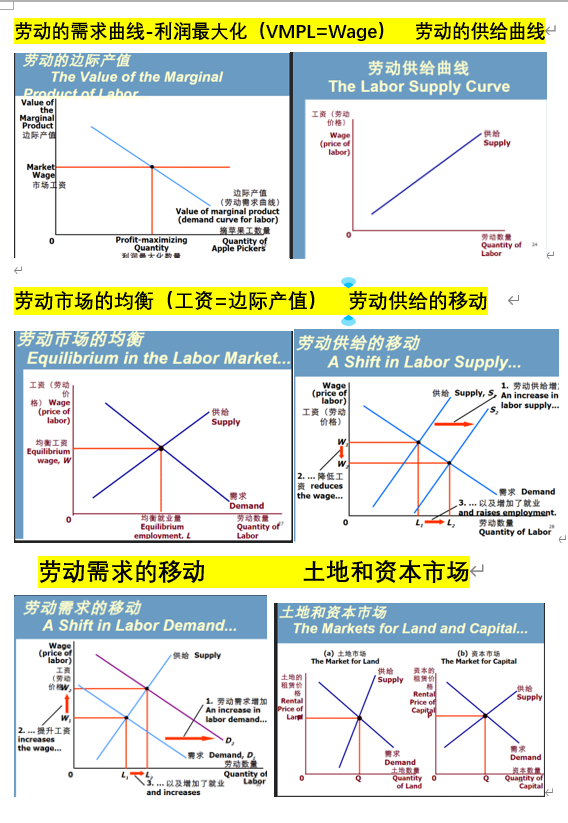 劳动的需求曲线-利润最大化（VMPL=Wage） 劳动的供给曲线
劳动的边际产值
The Value of the Marginal
Product of Labor
Value of
the
Marginal
Product
边际产值
Market
Wage
市场工资
边际产值
（劳动需求曲线）
Value of marginal product
(demand curve for labor)
摘苹果工数量
0
Profit-maximizing
Quantity
利润最大化数量
Quantity of
Apple Pickers
劳动供给曲线
The Labor Supply Curve
工资（劳动
价格）
Wage
(price of
labor)
供给
Supply
0
劳动数量
Quantity of
Labor
24
劳动市场的均衡（工资=边际产值） 劳动供给的移动
劳动市场的均衡
Equilibrium in the Labor Market...
工资（劳动
价
格） Wage
(price of
labor)
供给
Supply
均衡工资
Equilibrium
wage, W
需求
Demand
0
均衡就业量
Equilibrium
employment, L
劳动数量
Quantity of
Labor
27
劳动供给的移动
A Shift in Labor Supply...
Wage
(price of
labor)
工资（劳动
价格）
供给 Supply, S
1. 劳动供给增
An increase in
labor supply...
S2
W1
W2
2. ... 降低工
资 reduces
the wage...
需求 Demand
3. ... 以及增加了就业
and raises employment.
0
L1
L2
劳动数量
Quantity of Labor
28
劳动需求的移动 土地和资本市场
劳动需求的移动
A Shift in Labor Demand...
Wage
(price of
labor)
工资
（劳动
价格）
W2
供给 Supply
1. 劳动需求增加
An increase in
labor demand...
W1
2. ... 提升工资
increases
the wage...
D2
需求 Demand, D1
劳动数量
0
L1
L2
Quantity of
Labor
3. ... 以及增加了就业
and increases
土地和资本市场
The Markets for Land and Capital...
(a) 土地市场
The Market for Land
土地的
租赁价
格
Rental
Price of
Land
P
供给
Supply
需求
Demand
0
Q
土地数量
Quantity
of Land
(b) 资本市场
The Market for Capital
资本的
租赁价
格
Rental
Price of
Capital
P
供给
Supply
需求
Demand
0
Q
资本数量
Quantity of
Capital